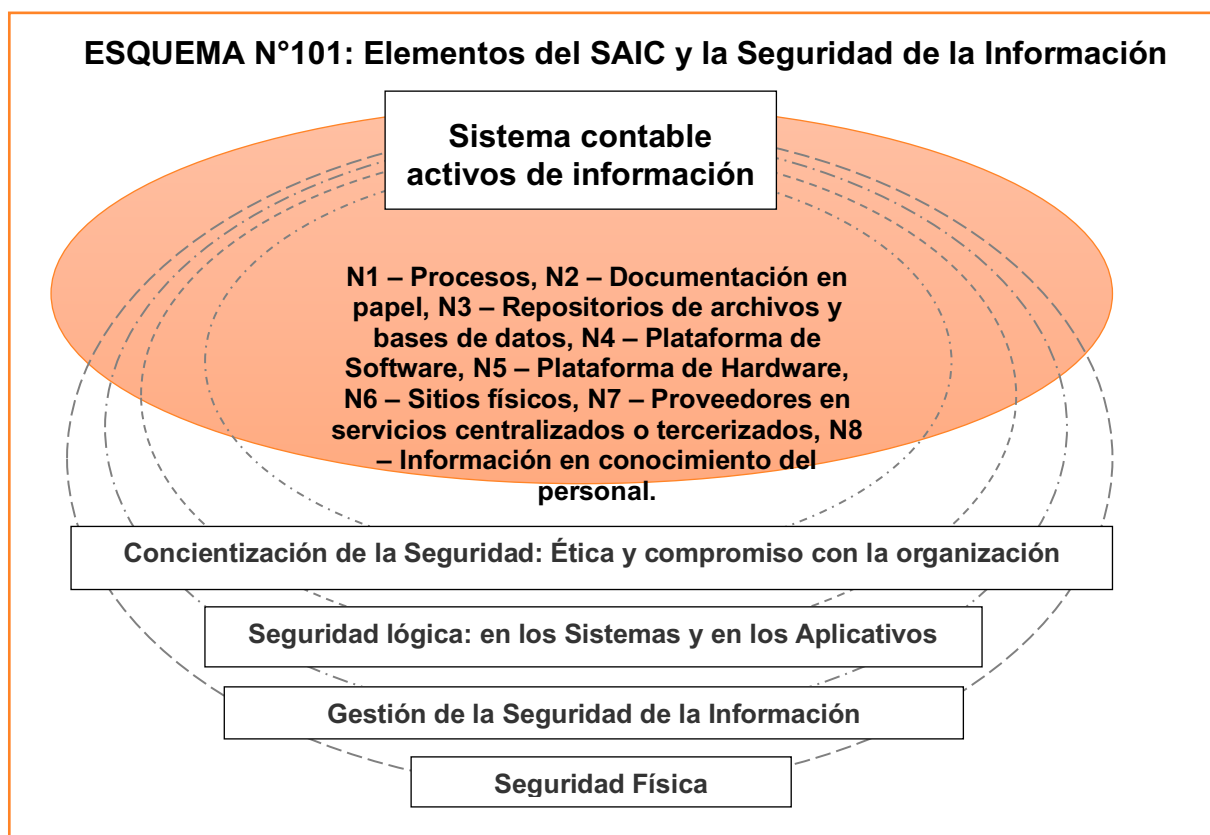 ESQUEMA N°101: Elementos del SAIC y la Seguridad de la Información
Sistema contable
activos de información
N1 – Procesos, N2 – Documentación en
papel, N3 – Repositorios de archivos y
bases de datos, N4 – Plataforma de
Software, N5 – Plataforma de Hardware,
N6 – Sitios físicos, N7 – Proveedores en
servicios centralizados o tercerizados, N8
– Información en conocimiento del
personal.
Concientización de la Seguridad: Ética y compromiso con la organización
Seguridad lógica: en los Sistemas y en los Aplicativos
Gestión de la Seguridad de la Información
Seguridad Física